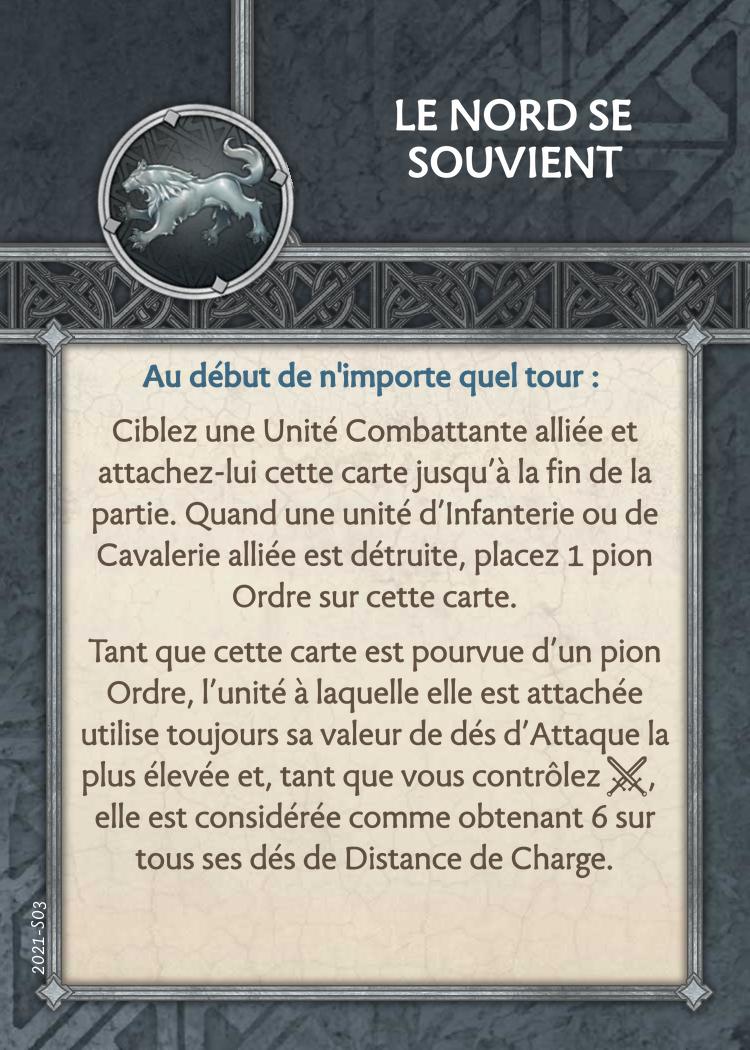 LE NORD SE
SOUVIENT
Au début de n'importe quel tour :
Ciblez une Unité Combattante alliée et
attachez-lui cette carte jusqu’à la fin de la
partie. Quand une unité d’Infanterie ou de
Cavalerie alliée est détruite, placez 1 pion
Ordre sur cette carte.
Tant que cette carte est pourvue d’un pion
Ordre, l’unité à laquelle elle est attachée
utilise toujours sa valeur de dés d’Attaque la
plus élevée et, tant que vous contrôlez ,
elle est considérée comme obtenant 6 sur
tous ses dés de Distance de Charge.
2021-S03